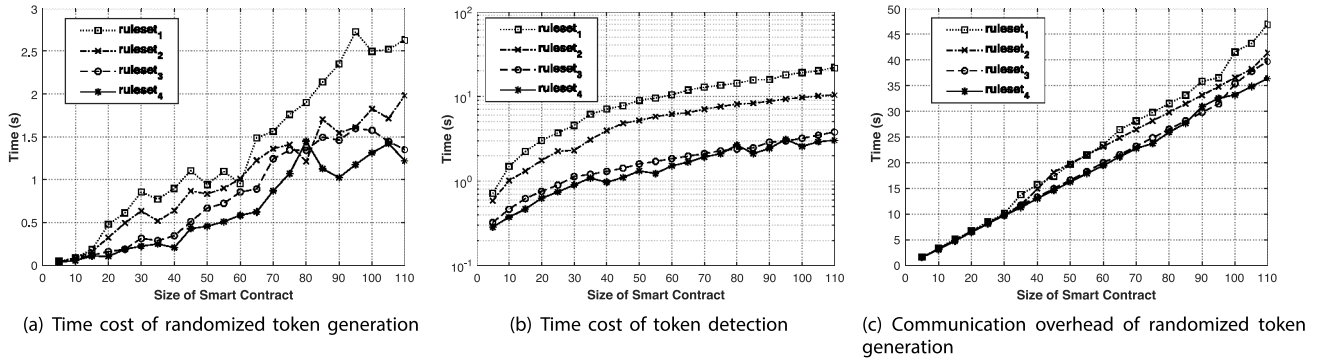 3
2.5
2
1.5
1
0.5
0
Time (s)
ruleset1
ruleset2
ruleset3
ruleset4
0 10 20 30 40 50 60 70 80 90 100 110
Size of Smart Contract
(a) Time cost of randomized token generation
10^2
10^1
10^0
10^-1
Time (s)
ruleset1
ruleset2
ruleset3
ruleset4
10 20 30 40 50 60 70 80 90 100 110
Size of Smart Contract
(b) Time cost of token detection
50
45
40
35
30
25
20
15
10
5
0
Time (s)
ruleset1
ruleset2
ruleset3
ruleset4
0 10 20 30 40 50 60 70 80 90 100 110
Size of Smart Contract
(c) Communication overhead of randomized token
generation